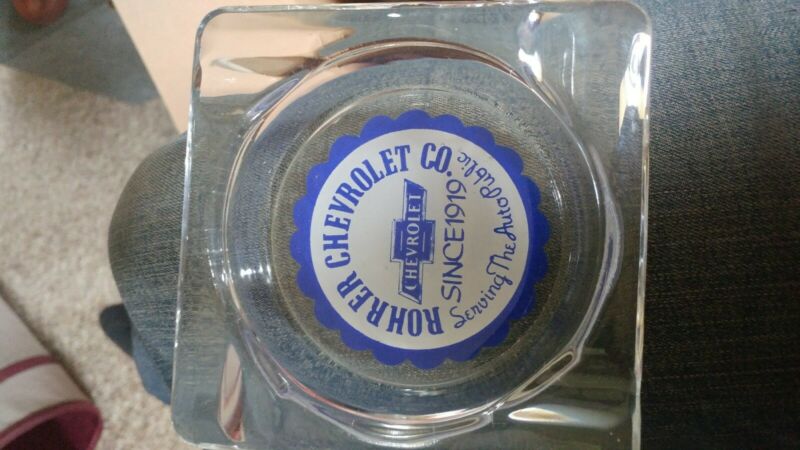 ROHRER CHEVROLET CO.
CHEVROLET
SINCE 1919
Serving The Auto Public